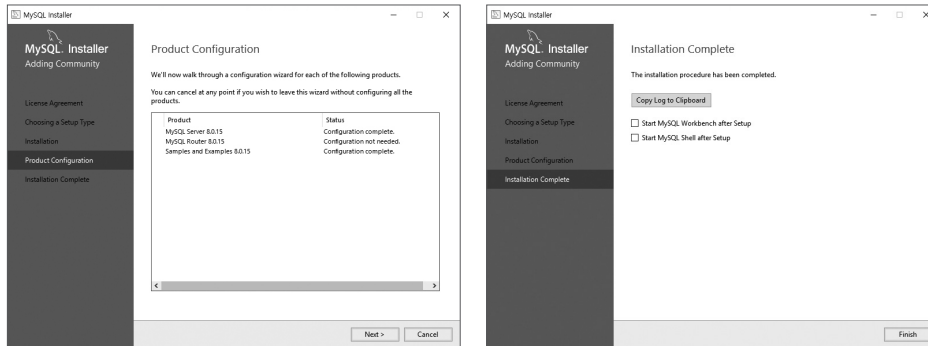 MySQL Installer
MySQL. Installer
Adding Community
License Agreement
Choosing a Setup Type
Installation
Product Configuration
Installation Complete
Product Configuration
We'll now walk through a configuration wizard for each of the following products.
You can cancel at any point if you wish to leave this wizard without configuring all the
products.
Product Status
MySQL Server 8.0.15 Configuration complete.
MySQL Router 8.0.15 Configuration not needed.
Samples and Examples 8.0.15 Configuration complete.
Next > Cancel
MySQL Installer
MySQL. Installer
Adding Community
License Agreement
Choosing a Setup Type
Installation
Product Configuration
Installation Complete
Installation Complete
The installation procedure has been completed.
Copy Log to Clipboard
Start MySQL Workbench after Setup
Start MySQL Shell after Setup
Finish